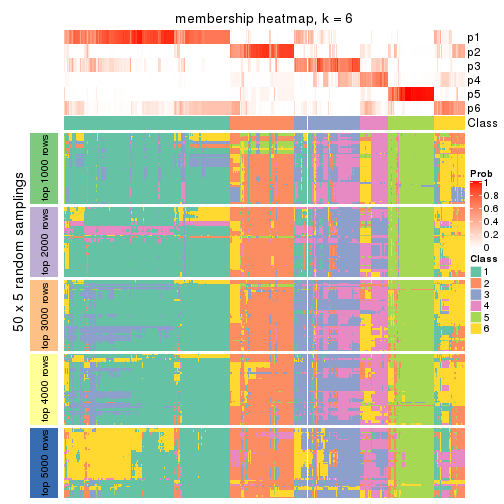 membership heatmap, k = 6
p1
p2
p3
p4
p5
p6
Class
50 x 5 random samplings
top 1000 rows
top 2000 rows
top 3000 rows
top 4000 rows
top 5000 rows
Prob
1
0.8
0.6
0.4
0.2
0
Class
1
2
3
4
5
6